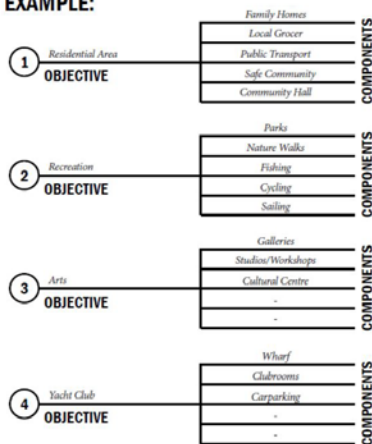 EXAMPLE:
Family Homes
Local Grocer
1 Residential Area Public Transport
OBJECTIVE Safe Community
Community Hall
COMPONENTS
Parks
Nature Walks
2 Recreation Fishing
OBJECTIVE Cycling
Sailing
COMPONENTS
Galleries
Studios/Workshops
3 Arts Cultural Centre
OBJECTIVE -
-
COMPONENTS
Wharf
Clubrooms
4 Yacht Club Carparking
OBJECTIVE -
-
COMPONENTS